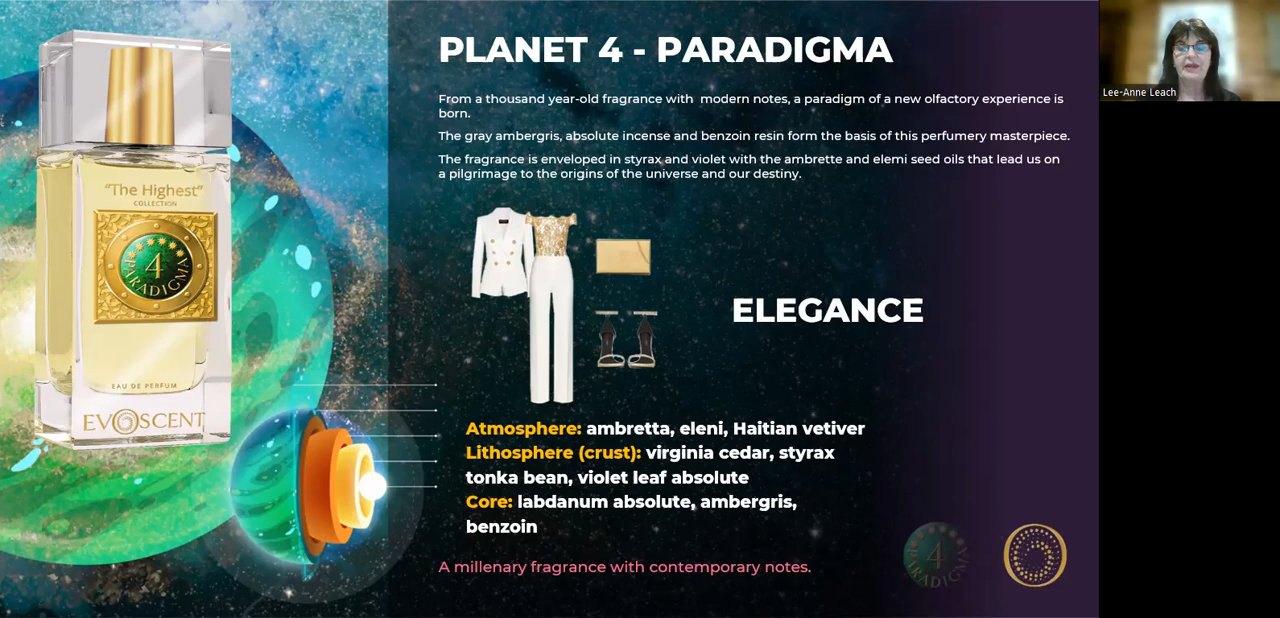 PLANET 4 - PARADIGMA
From a thousand year-old fragrance with modern notes, a paradigm of a new olfactory experience is
born.
The gray ambergris, absolute incense and benzoin resin form the basis of this perfumery masterpiece.
The fragrance is enveloped in styrax and violet with the ambrette and elemi seed oils that lead us on
a pilgrimage to the origins of the universe and our destiny.
"The Highest"
COLLECTION
4
PARADIGMA
EAU DE PERFUM
EVOSCENT
ELEGANCE
Atmosphere: ambretta, eleni, Haitian vetiver
Lithosphere (crust): virginia cedar, styrax
tonka bean, violet leaf absolute
Core: labdanum absolute, ambergris,
benzoin
A millenary fragrance with contemporary notes.
4
PARADIGMA
Lee-Anne Leach